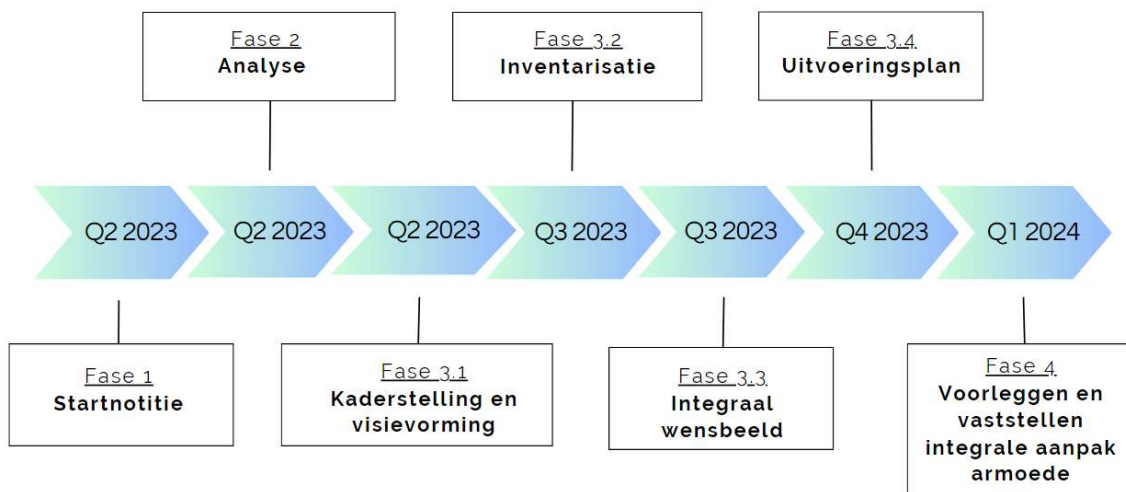 Fase 2
Analyse
Fase 3.2
Inventarisatie
Fase 3.4
Uitvoeringsplan
Q2 2023
Q2 2023
Q2 2023
Q3 2023
Q3 2023
Q4 2023
Q1 2024
Fase 1
Startnotitie
Fase 3.1
Kaderstelling en
visievorming
Fase 3.3
Integraal
wensbeeld
Fase 4
Voorleggen en
vaststellen
integrale aanpak
armoede